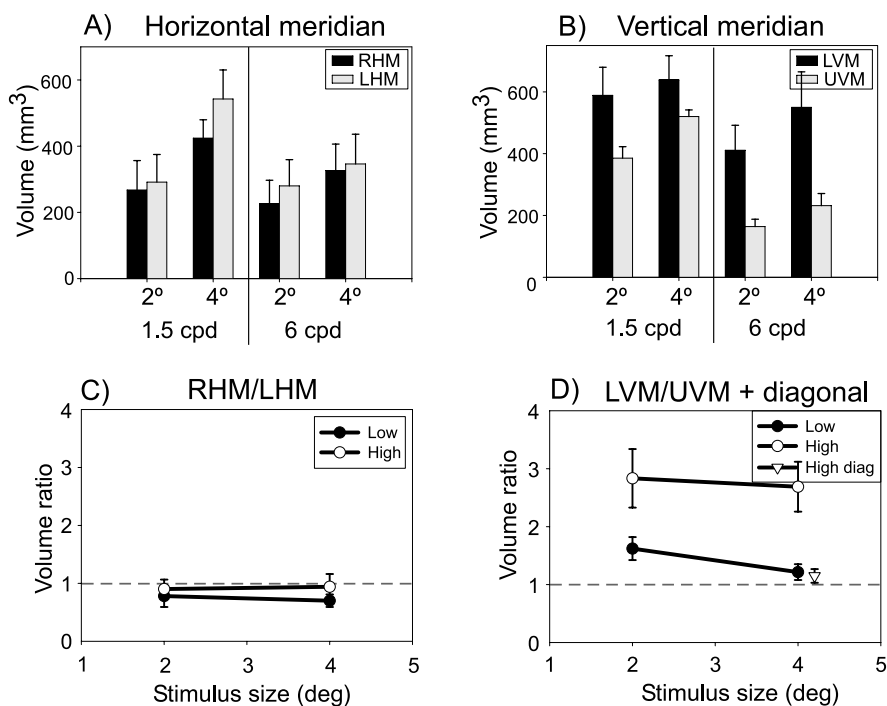 A) Horizontal meridian
RHM
LHM
Volume (mm3)
600
400
200
0
2º 4º 2º 4º
1.5 cpd 6 cpd
B) Vertical meridian
LVM
UVM
Volume (mm3)
600
400
200
0
2º 4º 2º 4º
1.5 cpd 6 cpd
C) RHM/LHM
Low
High
Volume ratio
4
3
2
1
0
1 2 3 4 5
Stimulus size (deg)
D) LVM/UVM + diagonal
Low
High
High diag
Volume ratio
4
3
2
1
0
1 2 3 4 5
Stimulus size (deg)